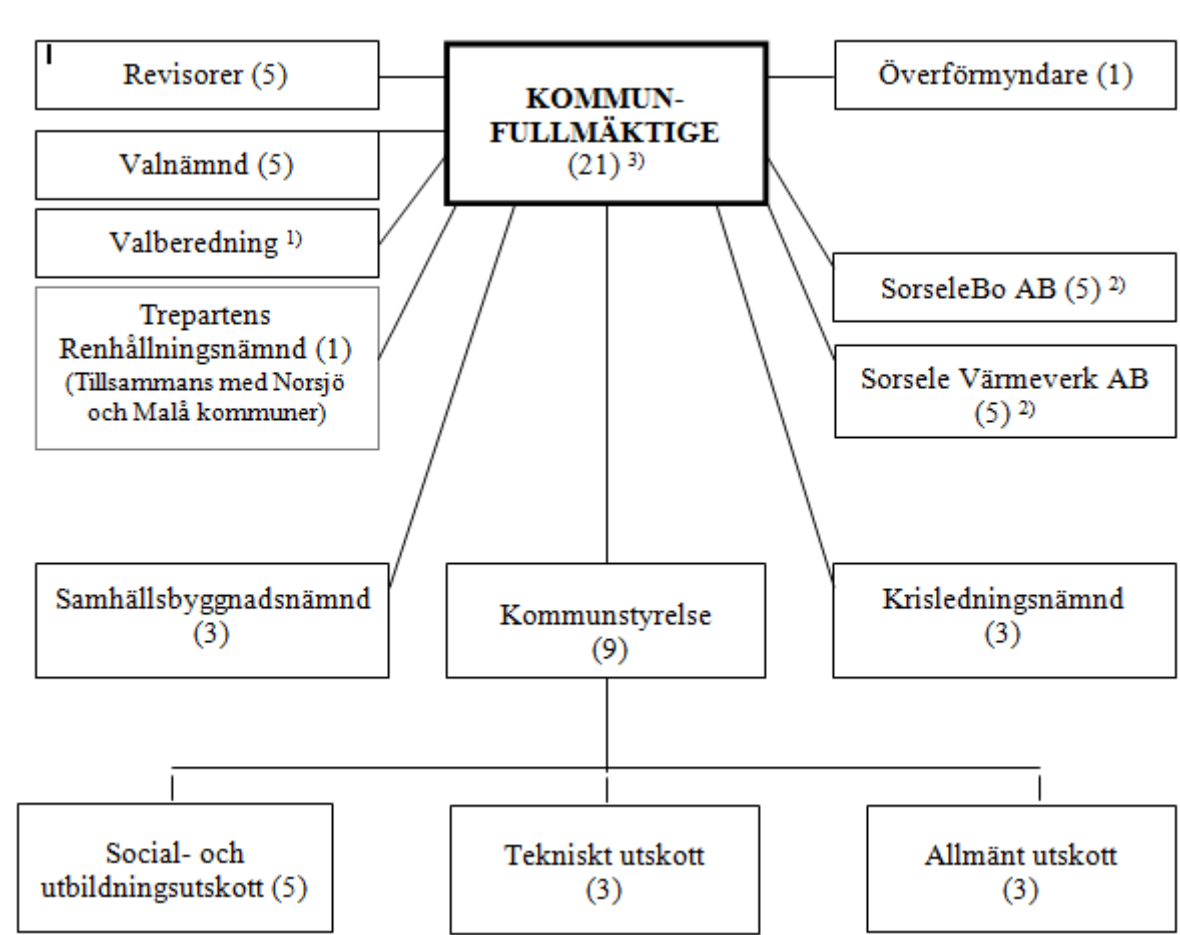 Revisorer (5)
KOMMUN-
FULLMÄKTIGE
(21) 3)
Överförmyndare (1)
Valnämnd (5)
Valberedning 1)
Trepartens
Renhållningsnämnd (1)
(Tillsammans med Norsjö
och Malå kommuner)
SorseleBo AB (5) 2)
Sorsele Värmeverk AB
(5) 2)
Samhällsbyggnadsnämnd
(3)
Kommunstyrelse
(9)
Krisledningsnämnd
(3)
Social- och
utbildningsutskott (5)
Tekniskt utskott
(3)
Allmänt utskott
(3)